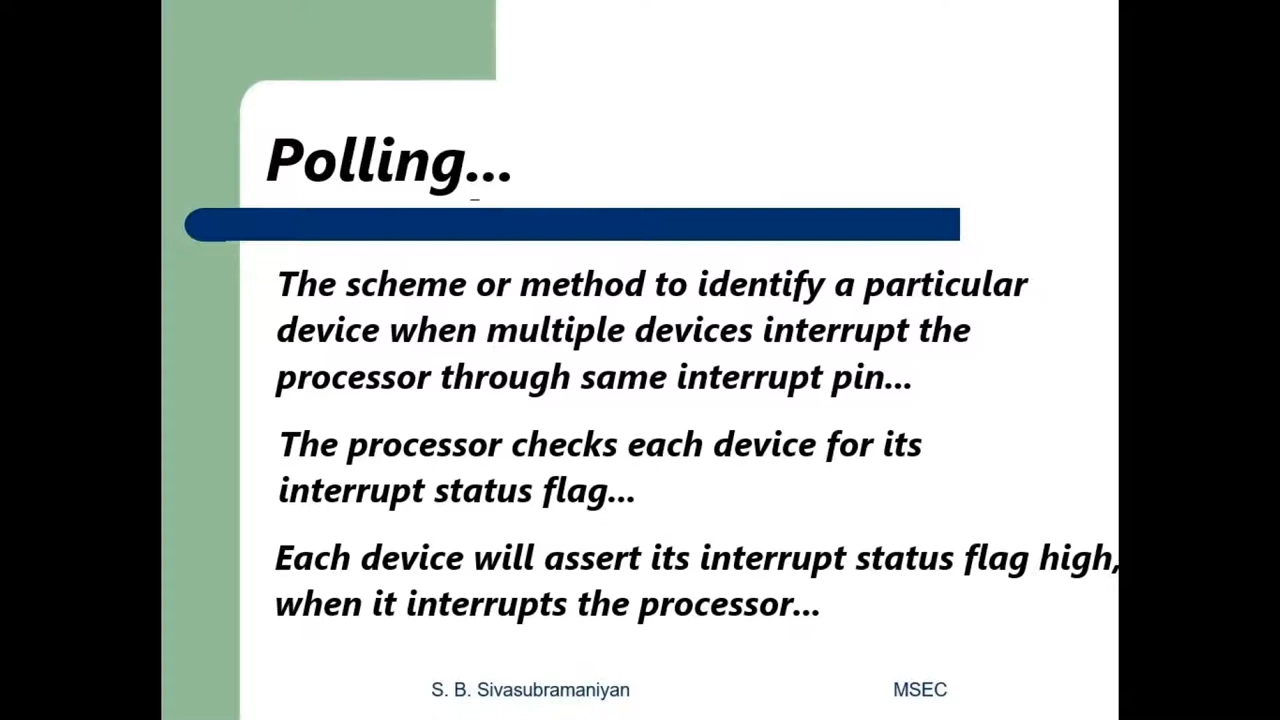 Polling...
The scheme or method to identify a particular
device when multiple devices interrupt the
processor through same interrupt pin...
The processor checks each device for its
interrupt status flag...
Each device will assert its interrupt status flag high,
when it interrupts the processor...
S. B. Sivasubramaniyan MSEC